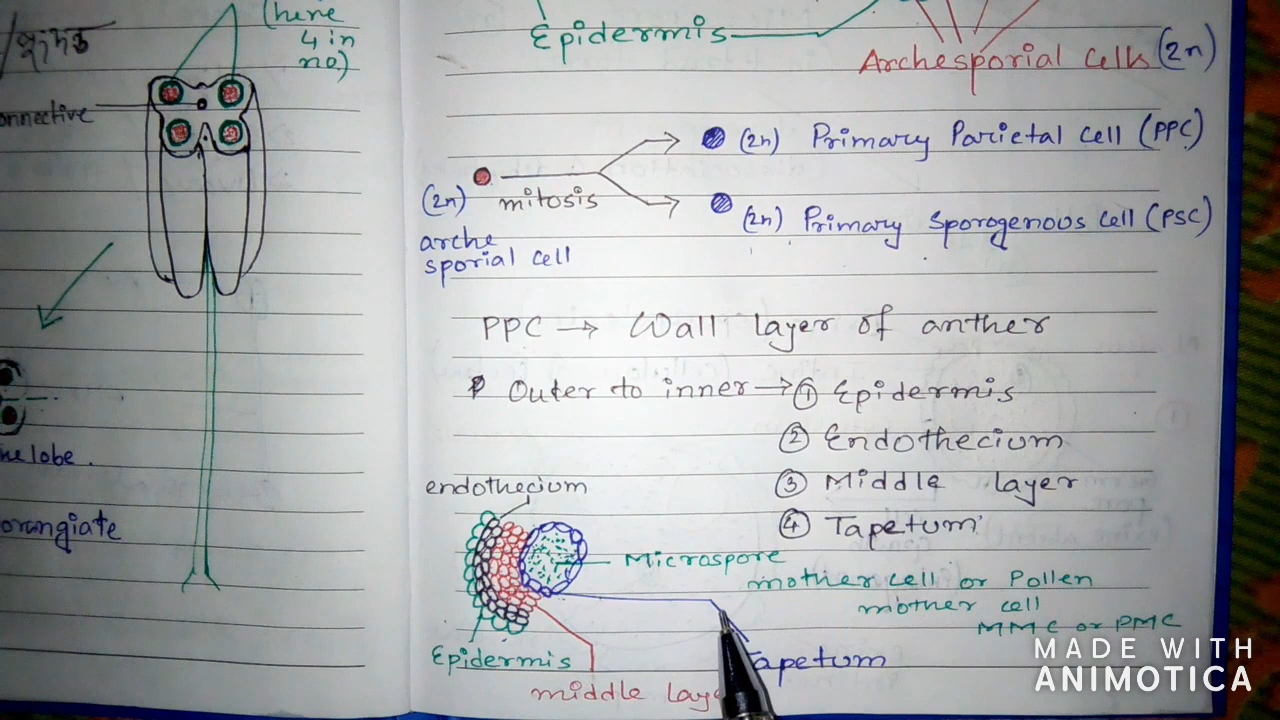 (here
4 in
no.)
onnective
he lobe.
orangiate
Epidermis
Archesporial cells (2n)
(2n) Primary Parietal cell (PPC)
mitosis
(2n)
(2n) Primary Sporogenous cell (PSC)
arche
sporial cell
PPC → Wall layer of anther
Outer to inner → ① Epidermis
② Endothecium
③ Middle layer
④ Tapetum
endothecium
Microspore
mother cell or Pollen
mother cell
MMC or PMC
Epidermis
Tapetum
middle lay
MADE WITH
ANIMOTICA